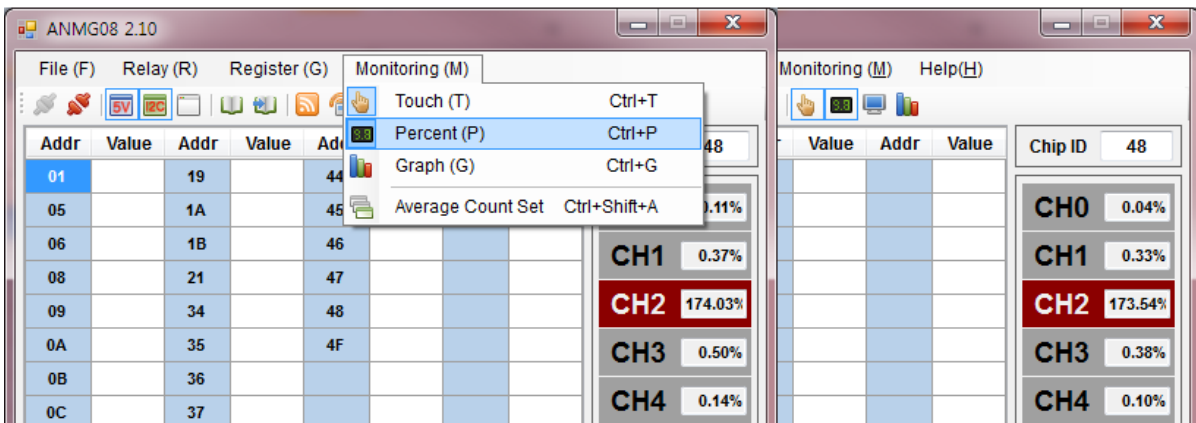 ANMG08 2.10
File (F) Relay (R) Register (G) Monitoring (M)
Touch (T) Ctrl+T
Percent (P) Ctrl+P
Graph (G) Ctrl+G
Average Count Set Ctrl+Shift+A
5V I2C
Addr Value Addr Value 48
01 19 44
05 1A 45 0.11%
06 1B 46 CH1 0.37%
08 21 47
09 34 48 CH2 174.03%
0A 35 4F CH3 0.50%
0B 36
0C 37 CH4 0.14%
Monitoring (M) Help(H)
9.8
Value Addr Value Chip ID 48
CH0 0.04%
CH1 0.33%
CH2 173.54%
CH3 0.38%
CH4 0.10%